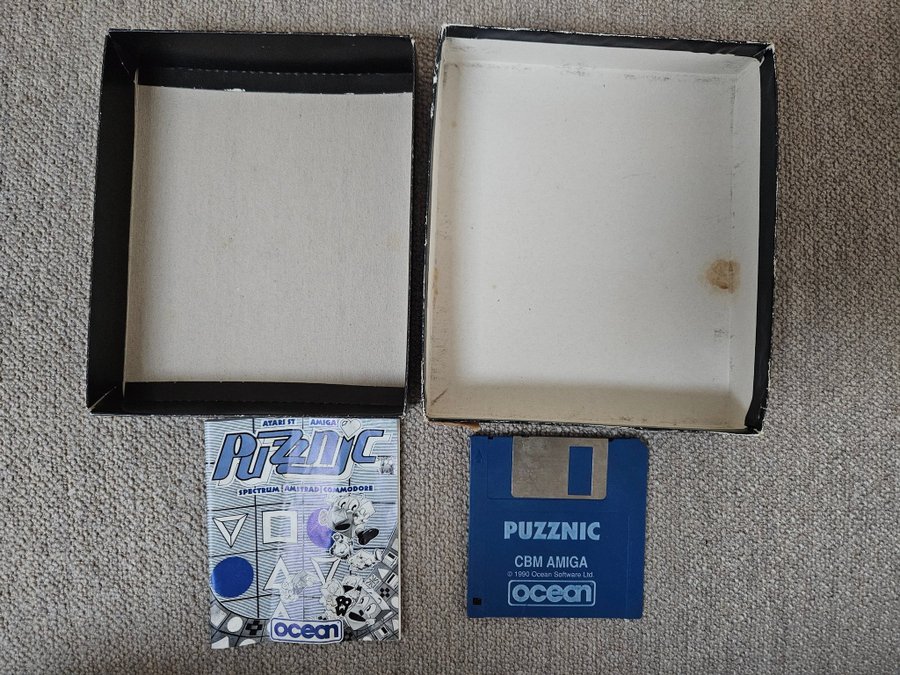 ATARI ST AMIGA
PUZZNIC
SPECTRUM AMSTRAD COMMODORE
ocean
PUZZNIC
CBM AMIGA
© 1990 Ocean Software Ltd.
ocean